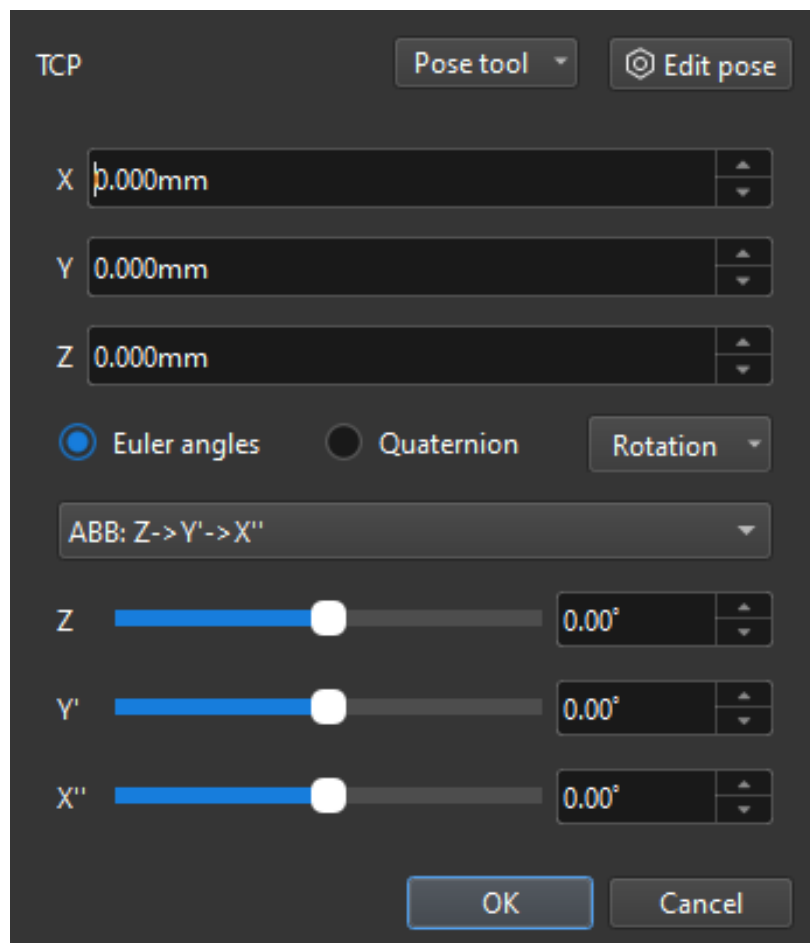 TCP Pose tool Edit pose
X 0.000mm
Y 0.000mm
Z 0.000mm
Euler angles Quaternion Rotation
ABB: Z->Y'->X''
Z 0.00°
Y' 0.00°
X'' 0.00°
OK Cancel